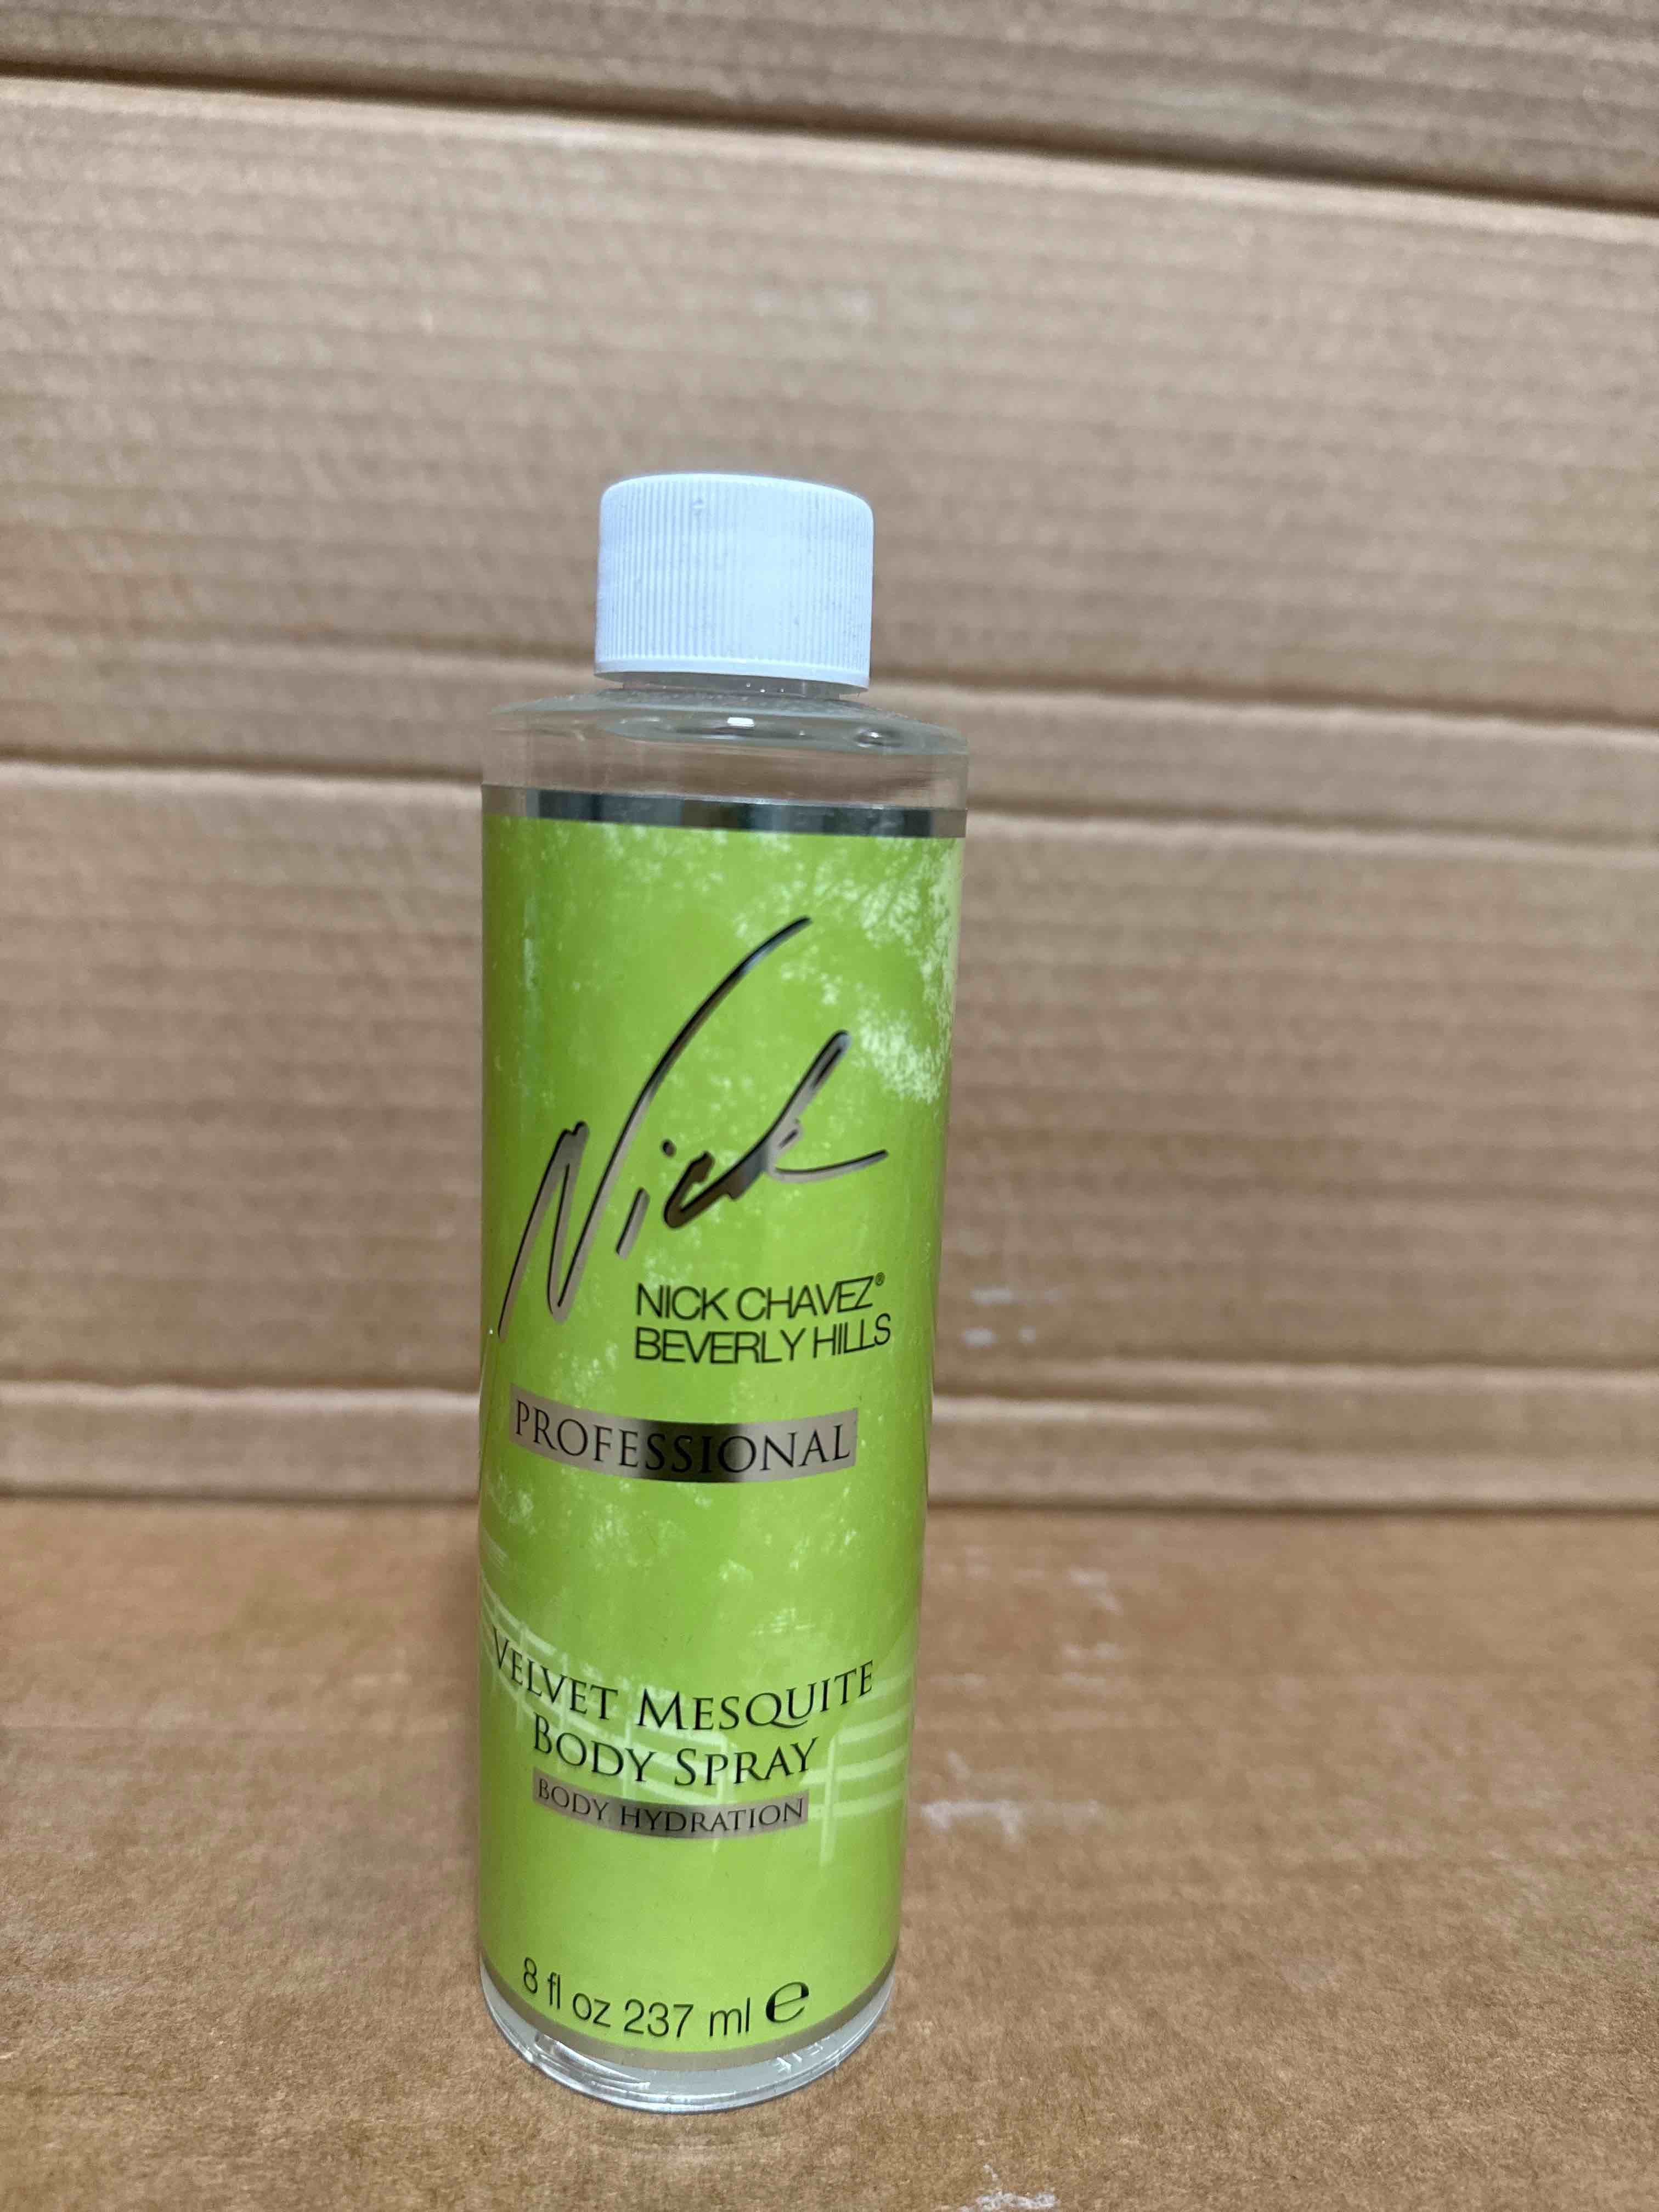 Nick
NICK CHAVEZ®
BEVERLY HILLS
PROFESSIONAL
VELVET MESQUITE
BODY SPRAY
BODY HYDRATION
8 fl oz 237 ml ℮